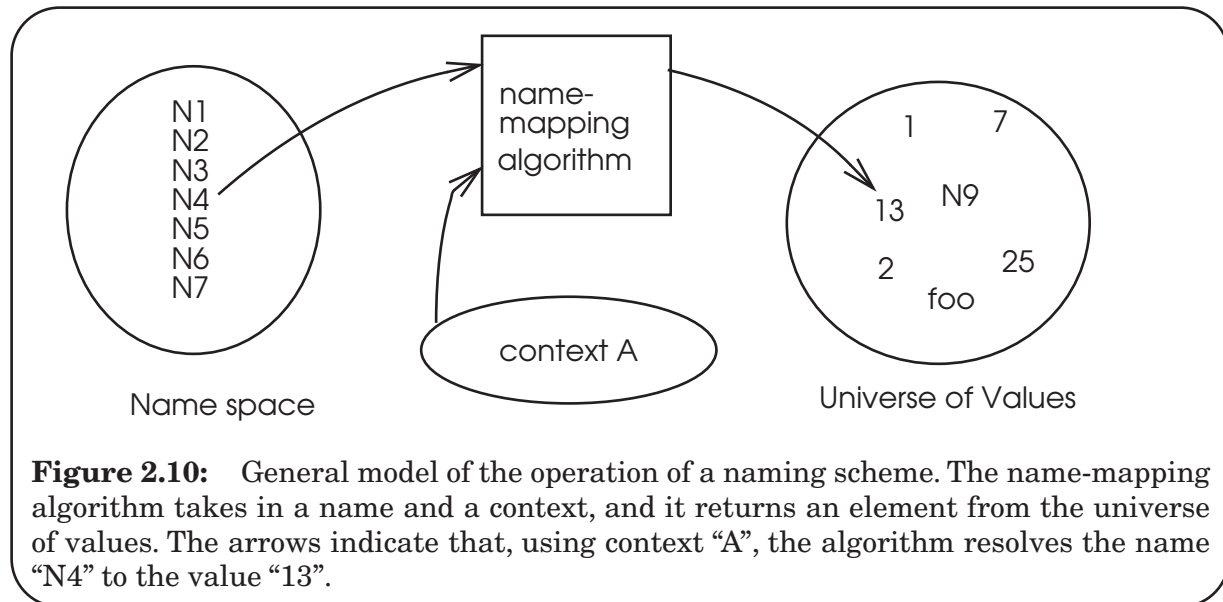 N1
N2
N3
N4
N5
N6
N7
Name space
name-
mapping
algorithm
context A
1
7
13
N9
2
25
foo
Universe of Values
Figure 2.10: General model of the operation of a naming scheme. The name-mapping
algorithm takes in a name and a context, and it returns an element from the universe
of values. The arrows indicate that, using context “A”, the algorithm resolves the name
“N4” to the value “13”.